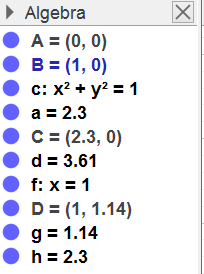 Algebra
A = (0, 0)
B = (1, 0)
c: x² + y² = 1
a = 2.3
C = (2.3, 0)
d = 3.61
f: x = 1
D = (1, 1.14)
g = 1.14
h = 2.3